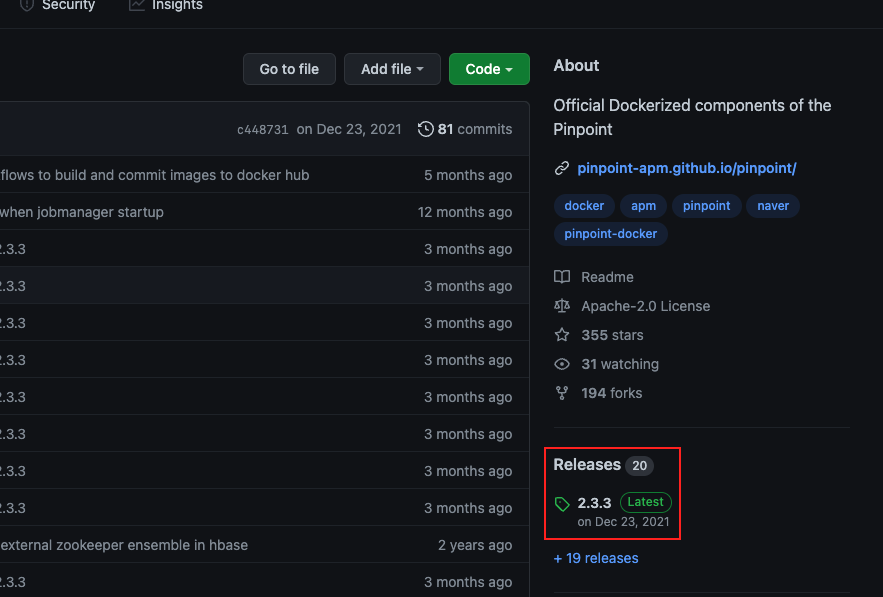 Security Insights
Go to file Add file Code
c448731 on Dec 23, 2021 81 commits
flows to build and commit images to docker hub 5 months ago
when jobmanager startup 12 months ago
2.3.3 3 months ago
2.3.3 3 months ago
2.3.3 3 months ago
2.3.3 3 months ago
2.3.3 3 months ago
2.3.3 3 months ago
2.3.3 3 months ago
2.3.3 3 months ago
external zookeeper ensemble in hbase 2 years ago
2.3.3 3 months ago
About
Official Dockerized components of the
Pinpoint
pinpoint-apm.github.io/pinpoint/
docker apm pinpoint naver
pinpoint-docker
Readme
Apache-2.0 License
355 stars
31 watching
194 forks
Releases 20
2.3.3 Latest
on Dec 23, 2021
+ 19 releases